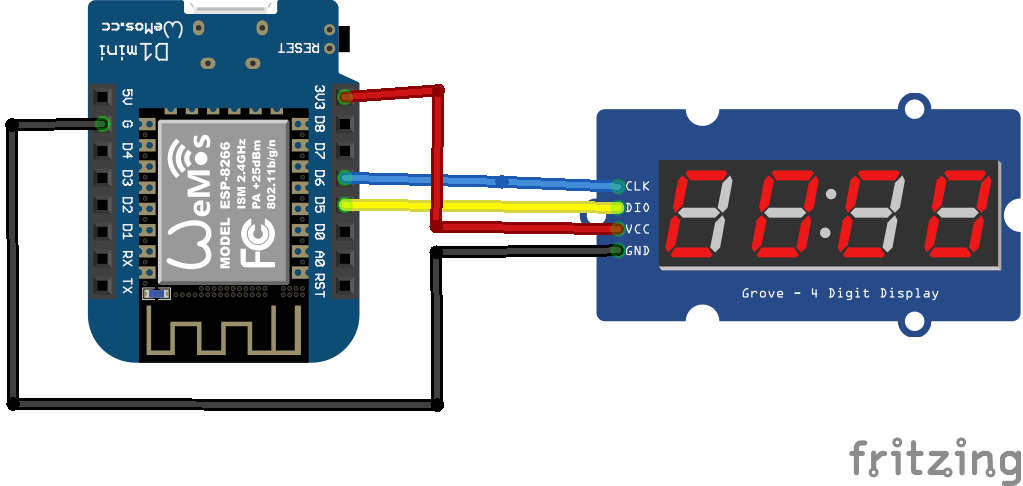 WeMos.cc
D1mini
RESET
5V
G
D4
D3
D2
D1
RX
TX
3V3
D8
D7
D6
D5
D0
A0
RST
WeMos
MODEL ESP-8266
ISM 2.4GHz
PA +25dBm
802.11b/g/n
FC
CLK
DIO
VCC
GND
Grove - 4 Digit Display
fritzing